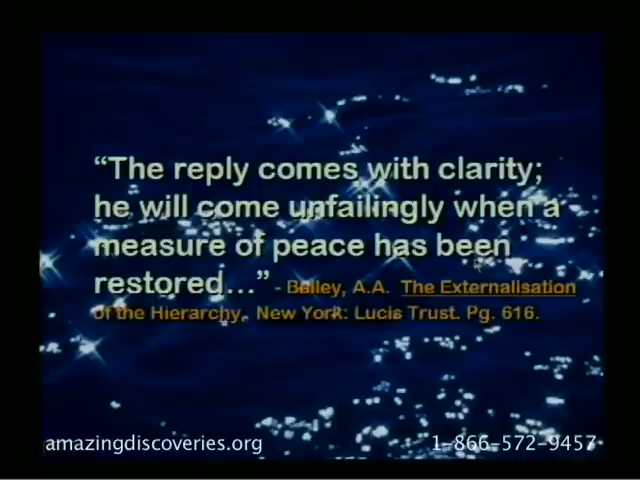 “The reply comes with clarity;
he will come unfailingly when a
measure of peace has been
restored…” - Bailey, A.A. The Externalisation
of the Hierarchy. New York: Lucis Trust. Pg. 616.
amazingdiscoveries.org 1-866-572-9457